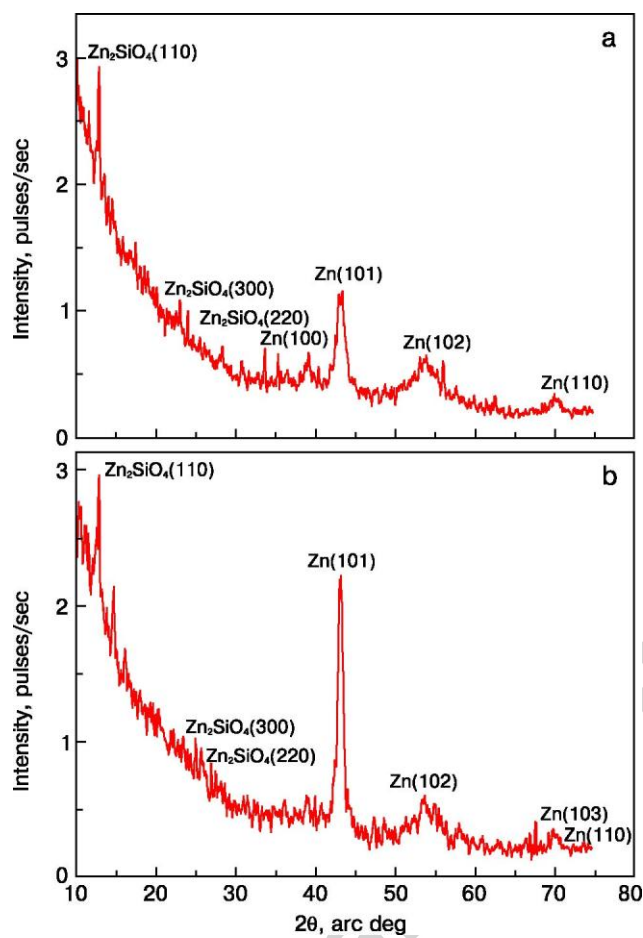 a
Zn₂SiO₄(110)
3
2
1
0
Intensity, pulses/sec
Zn₂SiO₄(300)
Zn₂SiO₄(220)
Zn(100)
Zn(101)
Zn(102)
Zn(110)
b
Zn₂SiO₄(110)
3
2
1
0
Intensity, pulses/sec
Zn(101)
Zn₂SiO₄(300)
Zn₂SiO₄(220)
Zn(102)
Zn(103)
Zn(110)
10 20 30 40 50 60 70 80
2θ, arc deg